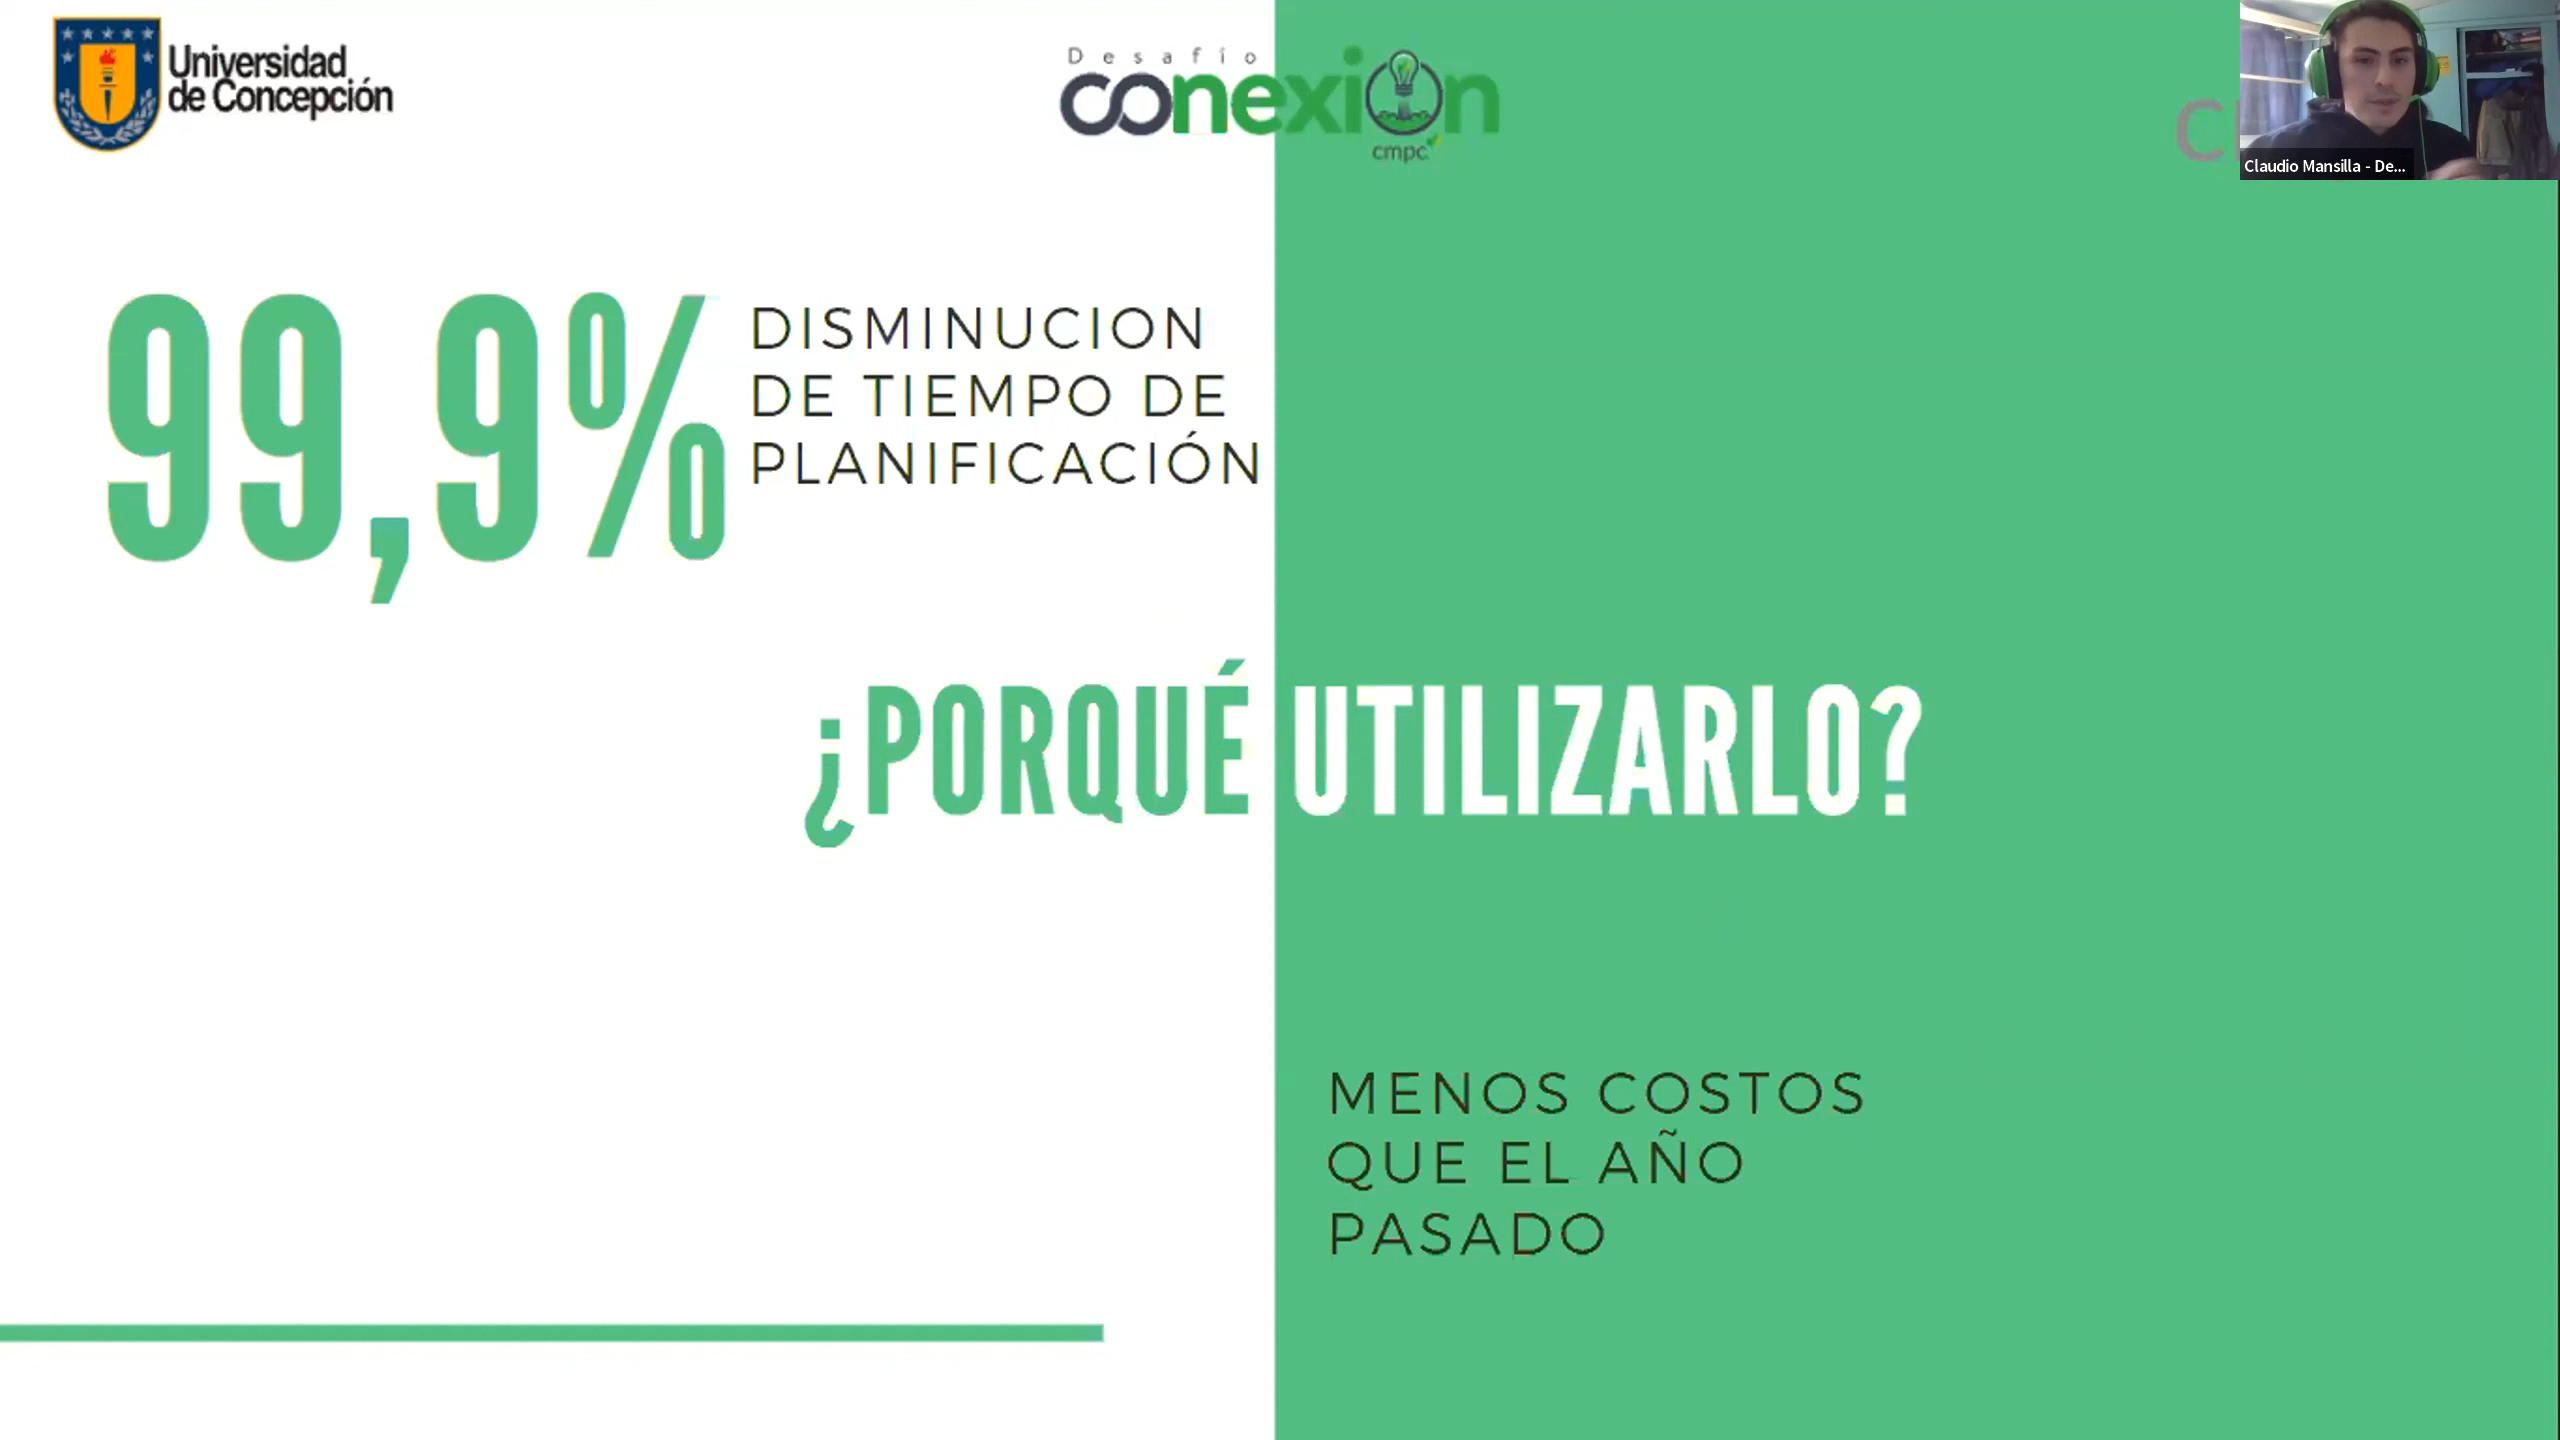 Universidad
de Concepción
Desafío
conexión
cmpc
Claudio Mansilla - De...
99,9%
DISMINUCION
DE TIEMPO DE
PLANIFICACIÓN
¿PORQUÉ UTILIZARLO?
MENOS COSTOS
QUE EL AÑO
PASADO